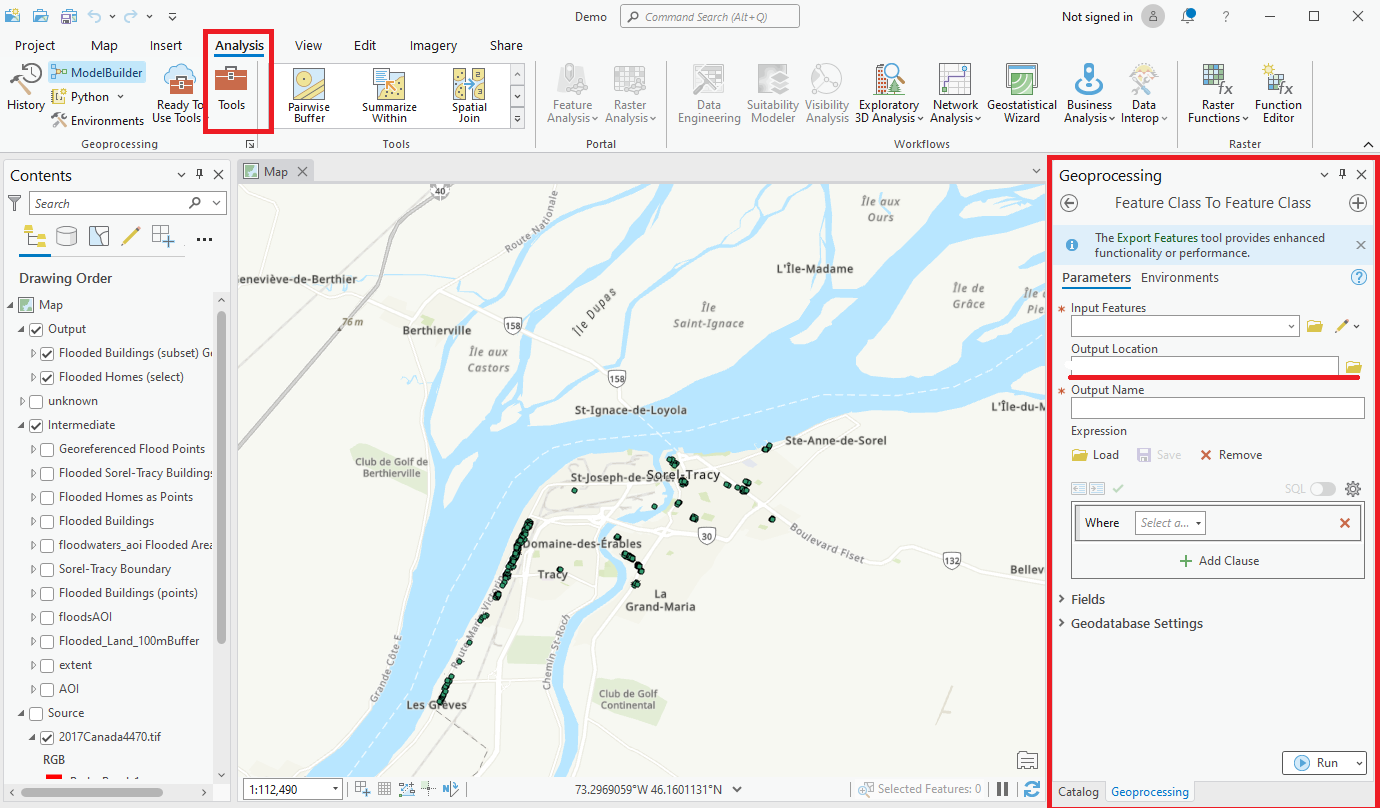 Demo
Command Search (Alt+Q)
Not signed in
?
Project
Map
Insert
Analysis
View
Edit
Imagery
Share
History
ModelBuilder
Python
Environments
Ready To
Use Tools
Tools
Pairwise
Buffer
Summarize
Within
Spatial
Join
Feature
Analysis
Raster
Analysis
Data
Engineering
Suitability
Modeler
Visibility
Analysis
Exploratory
3D Analysis
Network
Analysis
Geostatistical
Wizard
Business
Analysis
Data
Interop
Raster
Functions
Function
Editor
Geoprocessing
Tools
Portal
Workflows
Raster
Contents
Search
Drawing Order
Map
Output
Flooded Buildings (subset) Ge
Flooded Homes (select)
unknown
Intermediate
Georeferenced Flood Points
Flooded Sorel-Tracy Buildings
Flooded Homes as Points
Flooded Buildings
floodwaters_aoi Flooded Area
Sorel-Tracy Boundary
Flooded Buildings (points)
floodsAOI
Flooded_Land_100mBuffer
extent
AOI
Source
2017Canada4470.tif
RGB
Map
40
Route Nationale
Île aux
Ours
eneviève-de-Berthier
L'Île-Madame
Île Dupas
Île de
Grâce
Île
Saint-Ignace
76 m
Berthierville
158
Île aux
Castors
158
St-Ignace-de-Loyola
L'Île-du-M
Ste-Anne-de-Sorel
Club de Golf de
Berthierville
St-Joseph-de-Sorel
Sorel-Tracy
Domaine-des-Érables
30
Boulevard Fiset
132
Bellev
Tracy
La
Grand-Maria
Route Marie-Victorin
Chemin St-Roch
Grande Côte E
Les Grèves
Club de Golf
Continental
1:112,490
73.2969059°W 46.1601131°N
Selected Features: 0
Geoprocessing
Feature Class To Feature Class
The Export Features tool provides enhanced
functionality or performance.
Parameters
Environments
?
* Input Features
Output Location
* Output Name
Expression
Load
Save
Remove
SQL
Where
Select a...
Add Clause
Fields
Geodatabase Settings
Run
Catalog
Geoprocessing